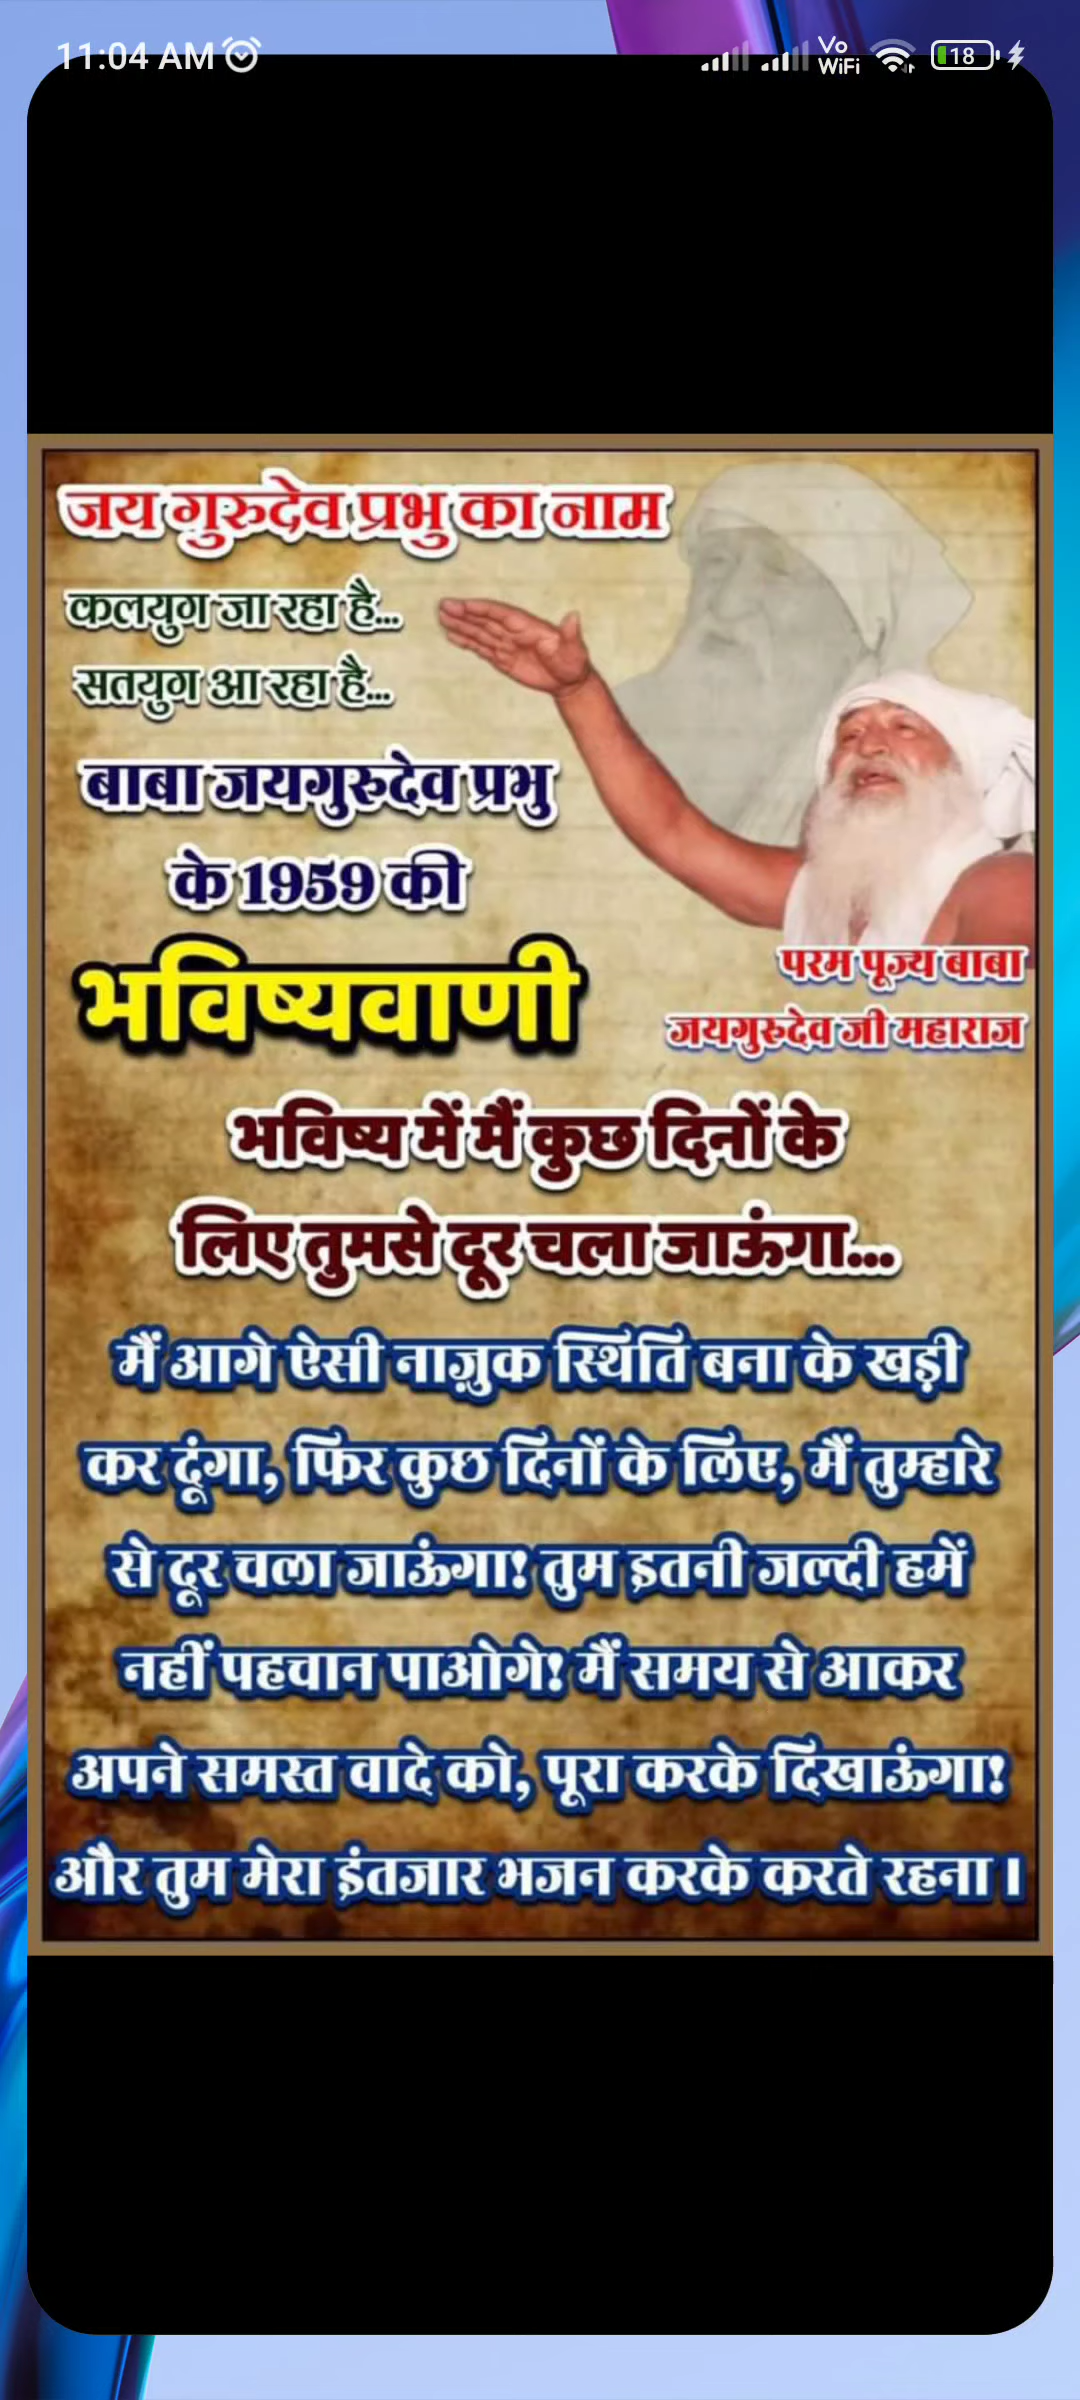 11:04 AM
Vo
WiFi
18
जय गुरुदेव प्रभु का नाम
कलयुग जा रहा है...
सतयुग आ रहा है...
बाबा जयगुरुदेव प्रभु
के 1959 की
भविष्यवाणी
परम पूज्य बाबा
जयगुरुदेव जी महाराज
भविष्य में मैं कुछ दिनों के
लिए तुमसे दूर चला जाऊंगा...
मैं आगे ऐसी नाज़ुक स्थिति बना के खड़ी
कर दूंगा, फिर कुछ दिनों के लिए, मैं तुम्हारे
से दूर चला जाऊंगा! तुम इतनी जल्दी हमें
नहीं पहचान पाओगे! मैं समय से आकर
अपने समस्त वादे को, पूरा करके दिखाऊंगा!
और तुम मेरा इंतजार भजन करके करते रहना।